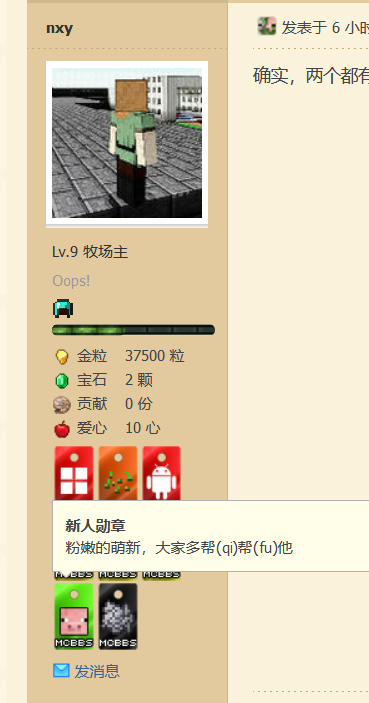 nxy
发表于 6 小时
确实，两个都有
Lv.9 牧场主
Oops!
金粒 37500 粒
宝石 2 颗
贡献 0 份
爱心 10 心
新人勋章
粉嫩的萌新，大家多帮(qi)帮(fu)他
MCBBS MCBBS MCBBS
MCBBS MCBBS
发消息